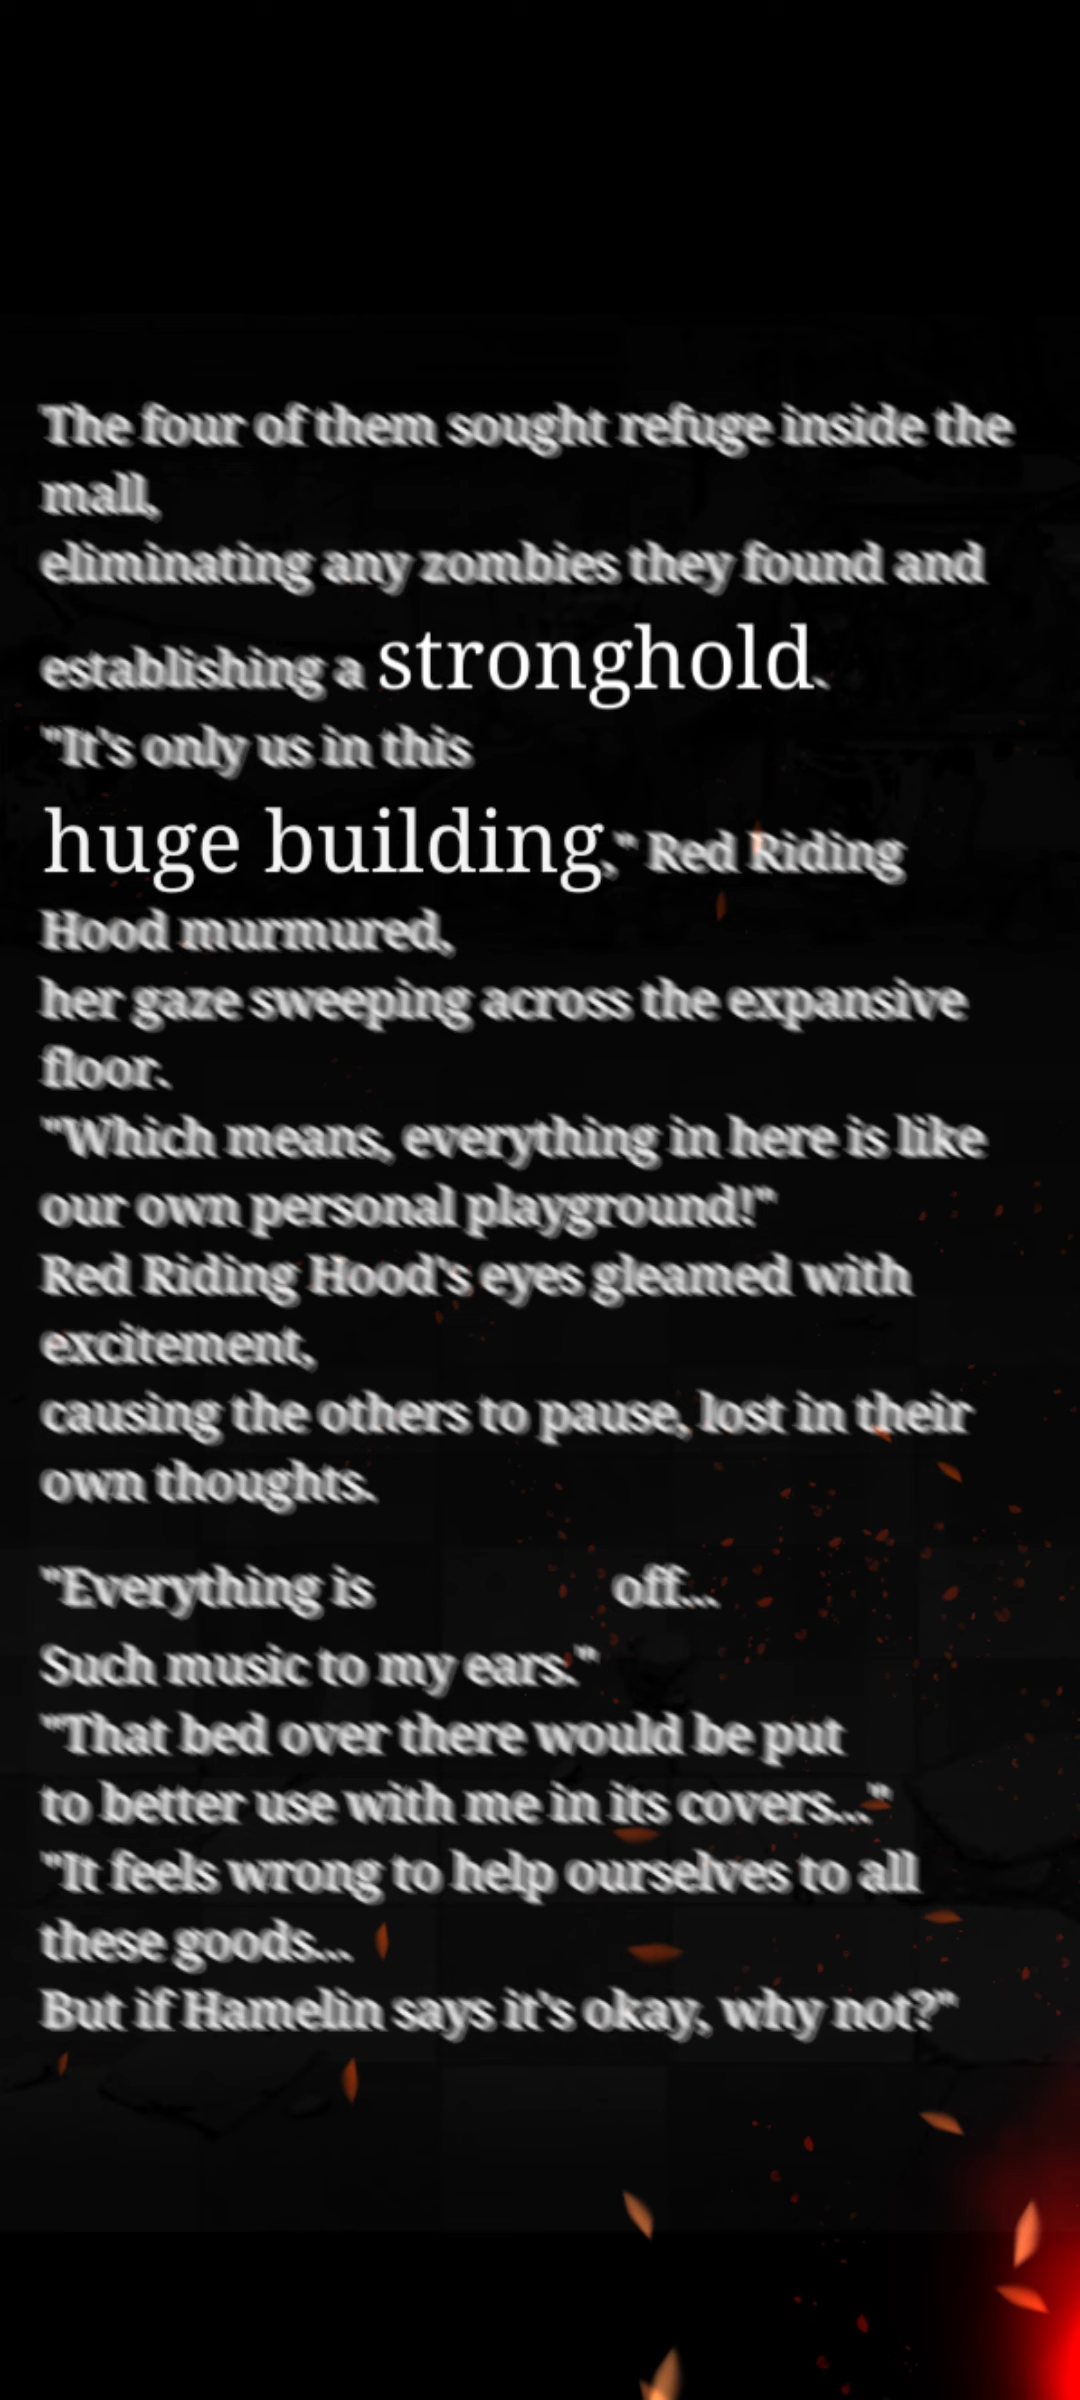 The four of them sought refuge inside the
mall,
eliminating any zombies they found and
establishing a stronghold.
"It's only us in this
huge building," Red Riding
Hood murmured,
her gaze sweeping across the expansive
floor.
"Which means, everything in here is like
our own personal playground!"
Red Riding Hood's eyes gleamed with
excitement,
causing the others to pause, lost in their
own thoughts.
"Everything is off...
Such music to my ears."
"That bed over there would be put
to better use with me in its covers..."
"It feels wrong to help ourselves to all
these goods...
But if Hamelin says it's okay, why not?"